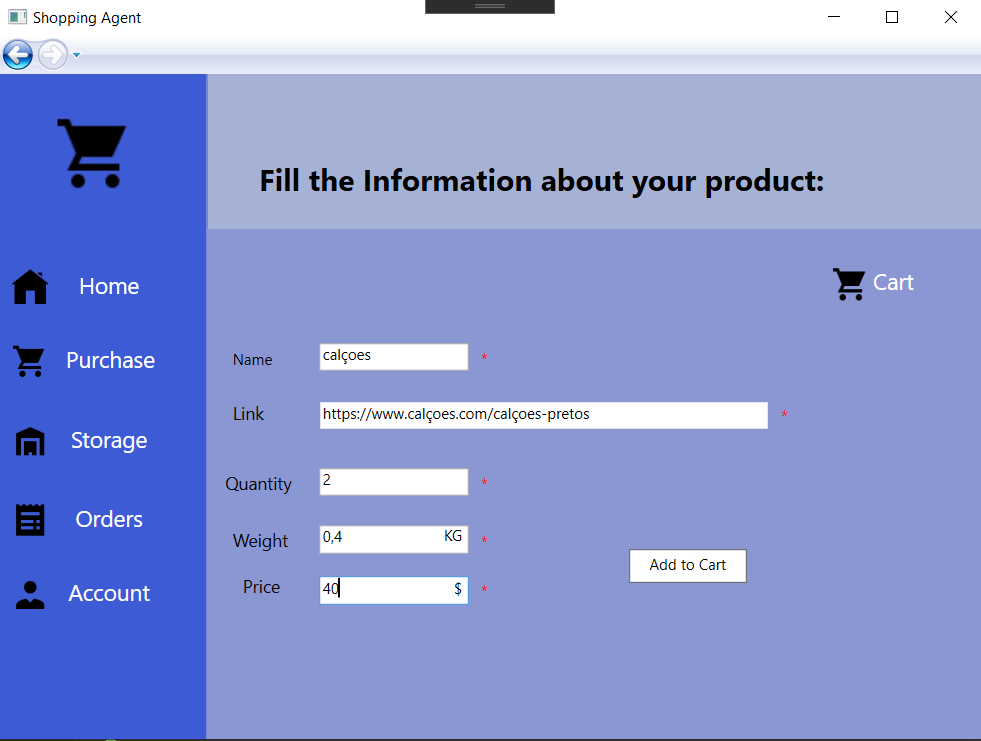 Shopping Agent
Fill the Information about your product:
Cart
Home
Purchase
Storage
Orders
Account
Name calçoes *
Link https://www.calçoes.com/calçoes-pretos *
Quantity 2 *
Weight 0,4 KG *
Price 40 $ *
Add to Cart